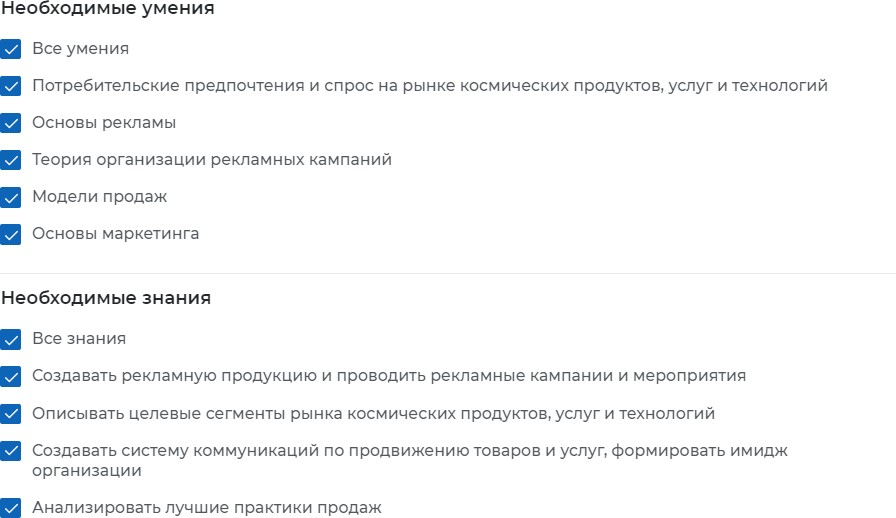 Необходимые умения
Все умения
Потребительские предпочтения и спрос на рынке космических продуктов, услуг и технологий
Основы рекламы
Теория организации рекламных кампаний
Модели продаж
Основы маркетинга
Необходимые знания
Все знания
Создавать рекламную продукцию и проводить рекламные кампании и мероприятия
Описывать целевые сегменты рынка космических продуктов, услуг и технологий
Создавать систему коммуникаций по продвижению товаров и услуг, формировать имидж
организации
Анализировать лучшие практики продаж